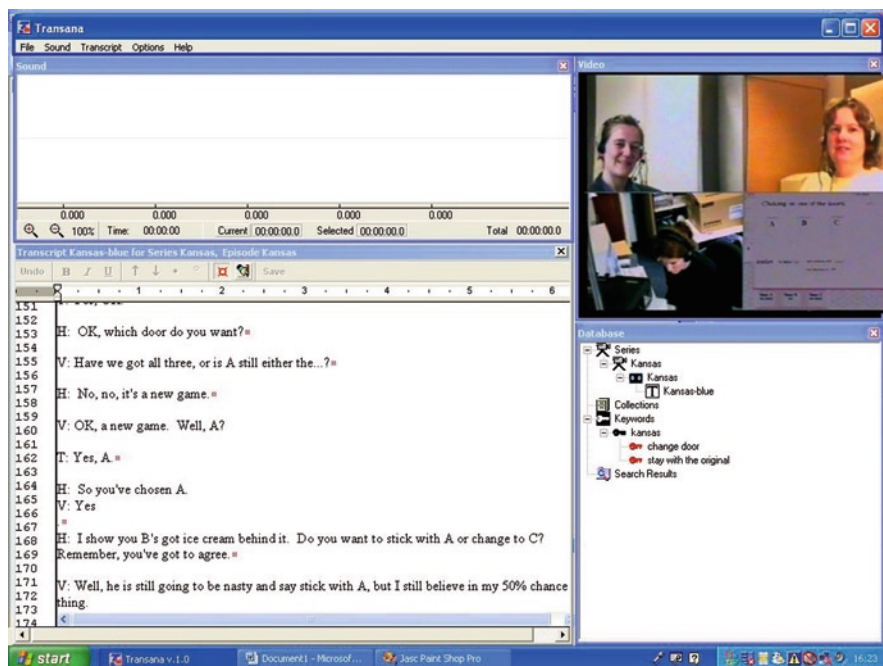 Transana
File Sound Transcript Options Help
Sound
0.000 0.000 0.000 0.000 0.000
100% Time: 00:00:00 Current 00:00:00.0 Selected 00:00:00.0 Total 00:00:00.0
Transcript Kansas-blue for Series Kansas, Episode Kansas
Undo B I U Save
1 2 3 4 5 6
151
152
153 H: OK, which door do you want?
154
155 V: Have we got all three, or is A still either the...?
156
157 H: No, no, it's a new game.
158
159
160 V: OK, a new game. Well, A?
161
162 T: Yes, A.
163
164 H: So you've chosen A.
165
166 V: Yes
167 .
168 H: I show you B's got ice cream behind it. Do you want to stick with A or change to C?
169 Remember, you've got to agree.
170
171 V: Well, he is still going to be nasty and say stick with A, but I still believe in my 50% chance
172
173 thing.
174
Video
A B C
Database
Series
Kansas
Kansas
Kansas-blue
Collections
Keywords
kansas
change door
stay with the original
Search Results
start
Transana v.1.0
Document1 - Microsof...
Jasc Paint Shop Pro
16:23